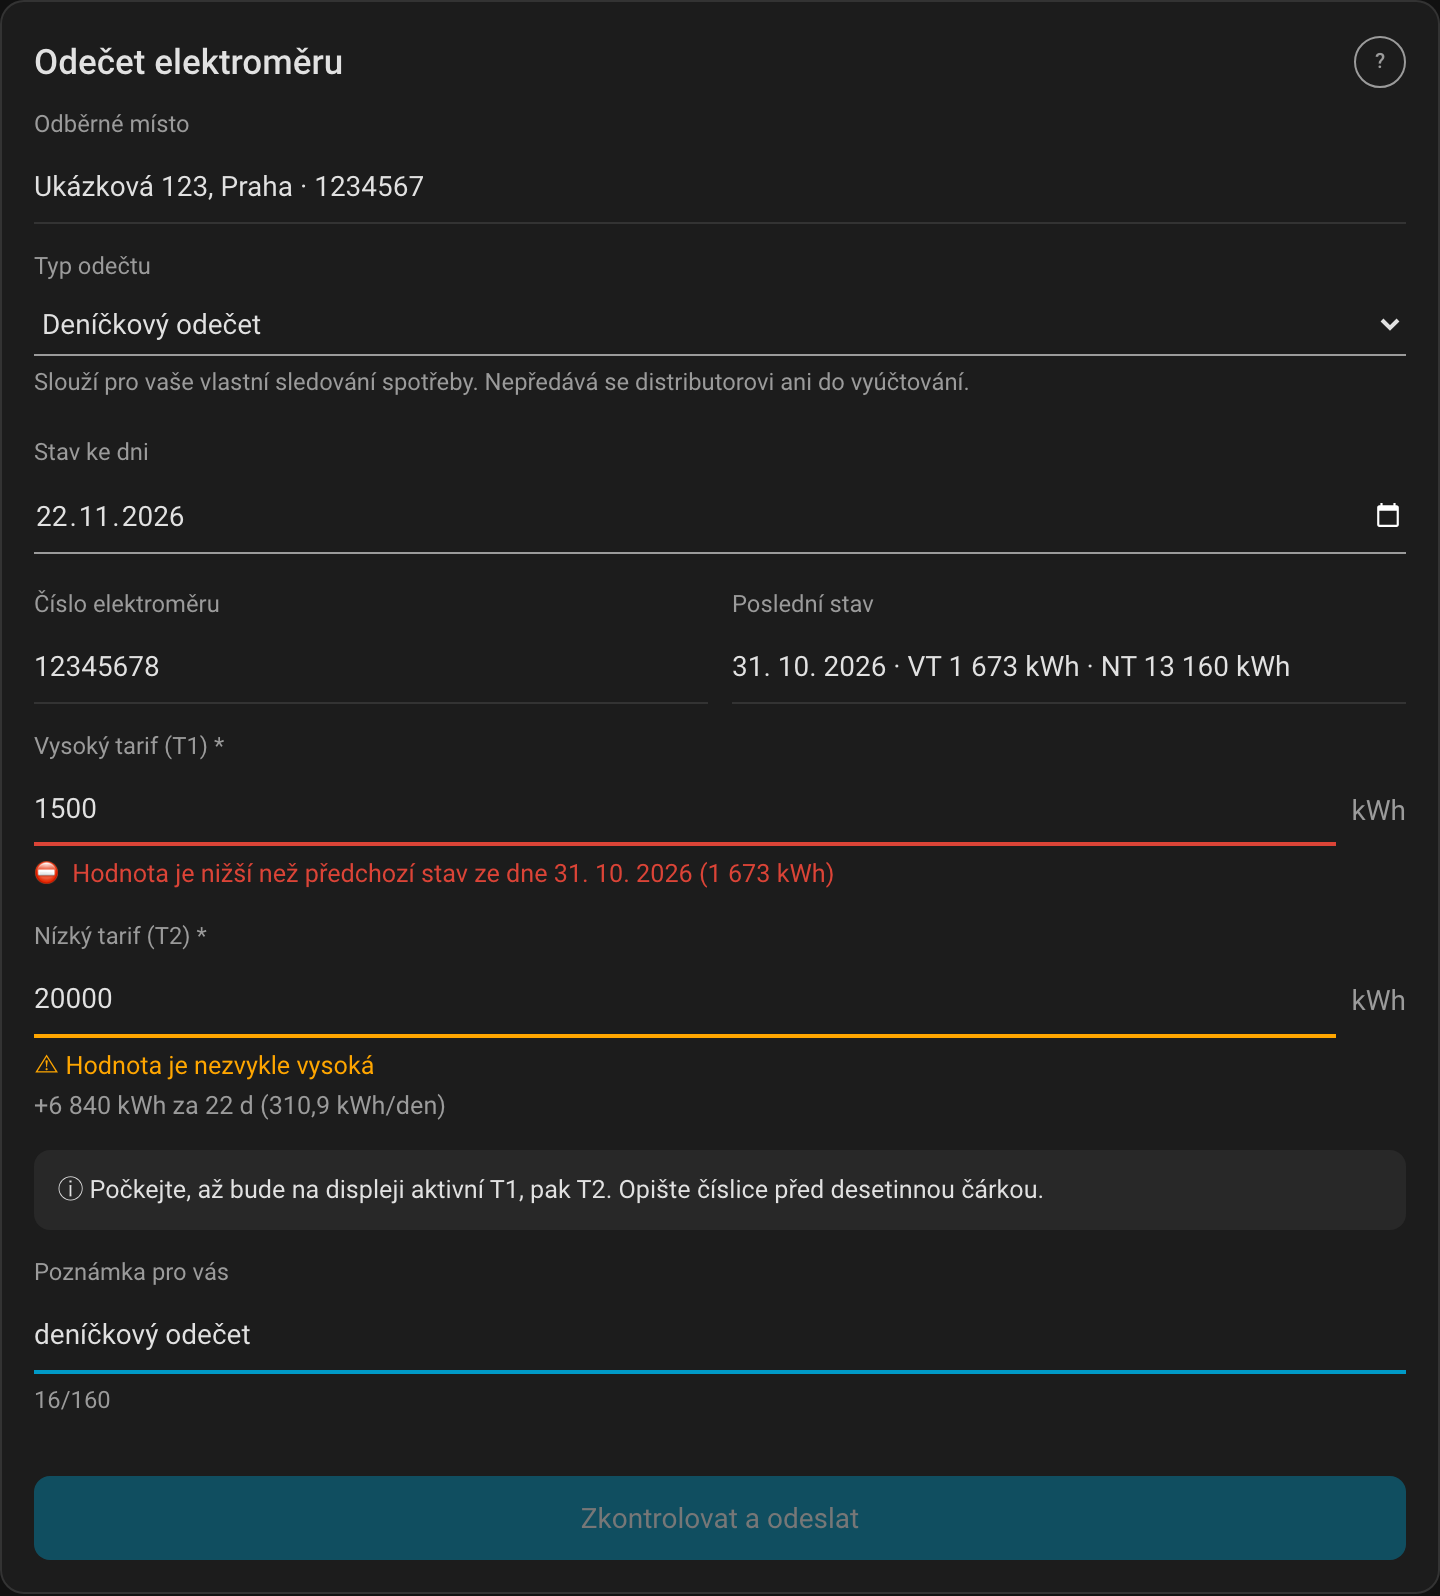 Odečet elektroměru
?
Odběrné místo
Ukázková 123, Praha · 1234567
Typ odečtu
Deníčkový odečet
Slouží pro vaše vlastní sledování spotřeby. Nepředává se distributorovi ani do vyúčtování.
Stav ke dni
22.11.2026
Číslo elektroměru
12345678
Poslední stav
31. 10. 2026 · VT 1 673 kWh · NT 13 160 kWh
Vysoký tarif (T1) *
1500 kWh
⛔ Hodnota je nižší než předchozí stav ze dne 31. 10. 2026 (1 673 kWh)
Nízký tarif (T2) *
20000 kWh
⚠ Hodnota je nezvykle vysoká
+6 840 kWh za 22 d (310,9 kWh/den)
ⓘ Počkejte, až bude na displeji aktivní T1, pak T2. Opište číslice před desetinnou čárkou.
Poznámka pro vás
deníčkový odečet
16/160
Zkontrolovat a odeslat